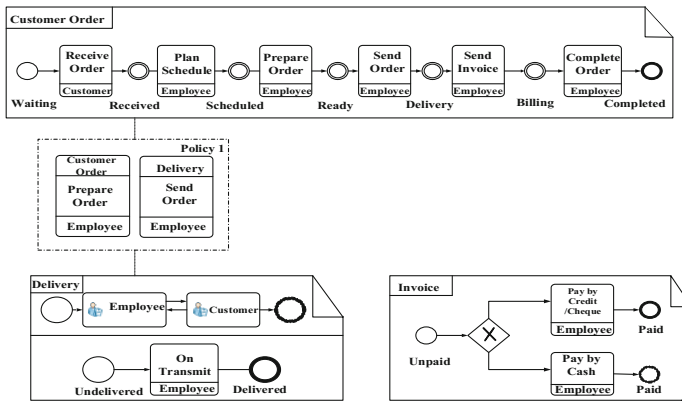 Customer Order
Receive
Order
Customer
Plan
Schedule
Employee
Prepare
Order
Employee
Send
Order
Employee
Send
Invoice
Employee
Complete
Order
Employee
Waiting
Received
Scheduled
Ready
Delivery
Billing
Completed
Policy 1
Customer
Order
Prepare
Order
Employee
Delivery
Send
Order
Employee
Delivery
Employee
Customer
On
Transmit
Employee
Undelivered
Delivered
Invoice
Unpaid
X
Pay by
Credit
/Cheque
Employee
Paid
Pay by
Cash
Employee
Paid